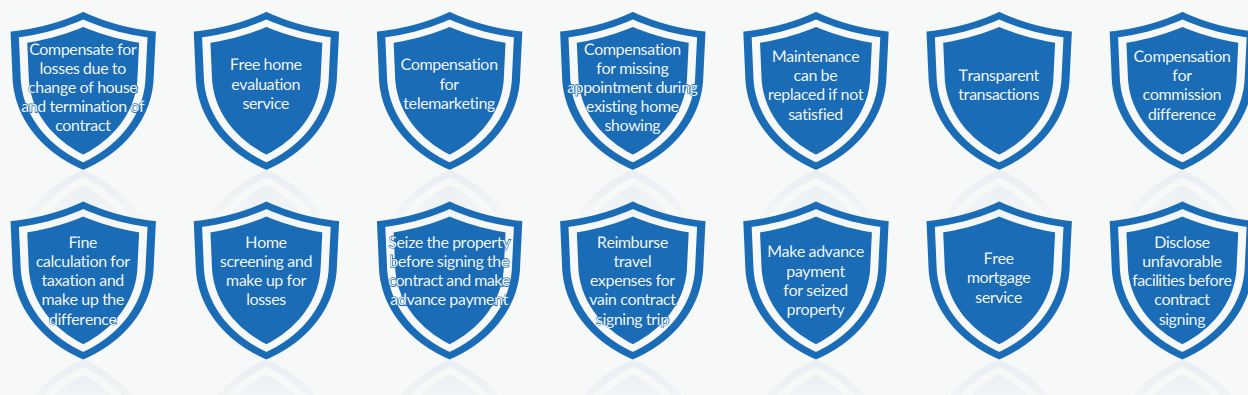 Compensate for
losses due to
change of house
and termination of
contract
Free home
evaluation
service
Compensation
for
telemarketing
Compensation
for missing
appointment during
existing home
showing
Maintenance
can be
replaced if not
satisfied
Transparent
transactions
Compensation
for
commission
difference
Fine
calculation for
taxation and
make up the
difference
Home
screening and
make up for
losses
Seize the property
before signing the
contract and make
advance payment
Reimburse
travel
expenses for
vain contract
signing trip
Make advance
payment
for seized
property
Free
mortgage
service
Disclose
unfavorable
facilities before
contract
signing